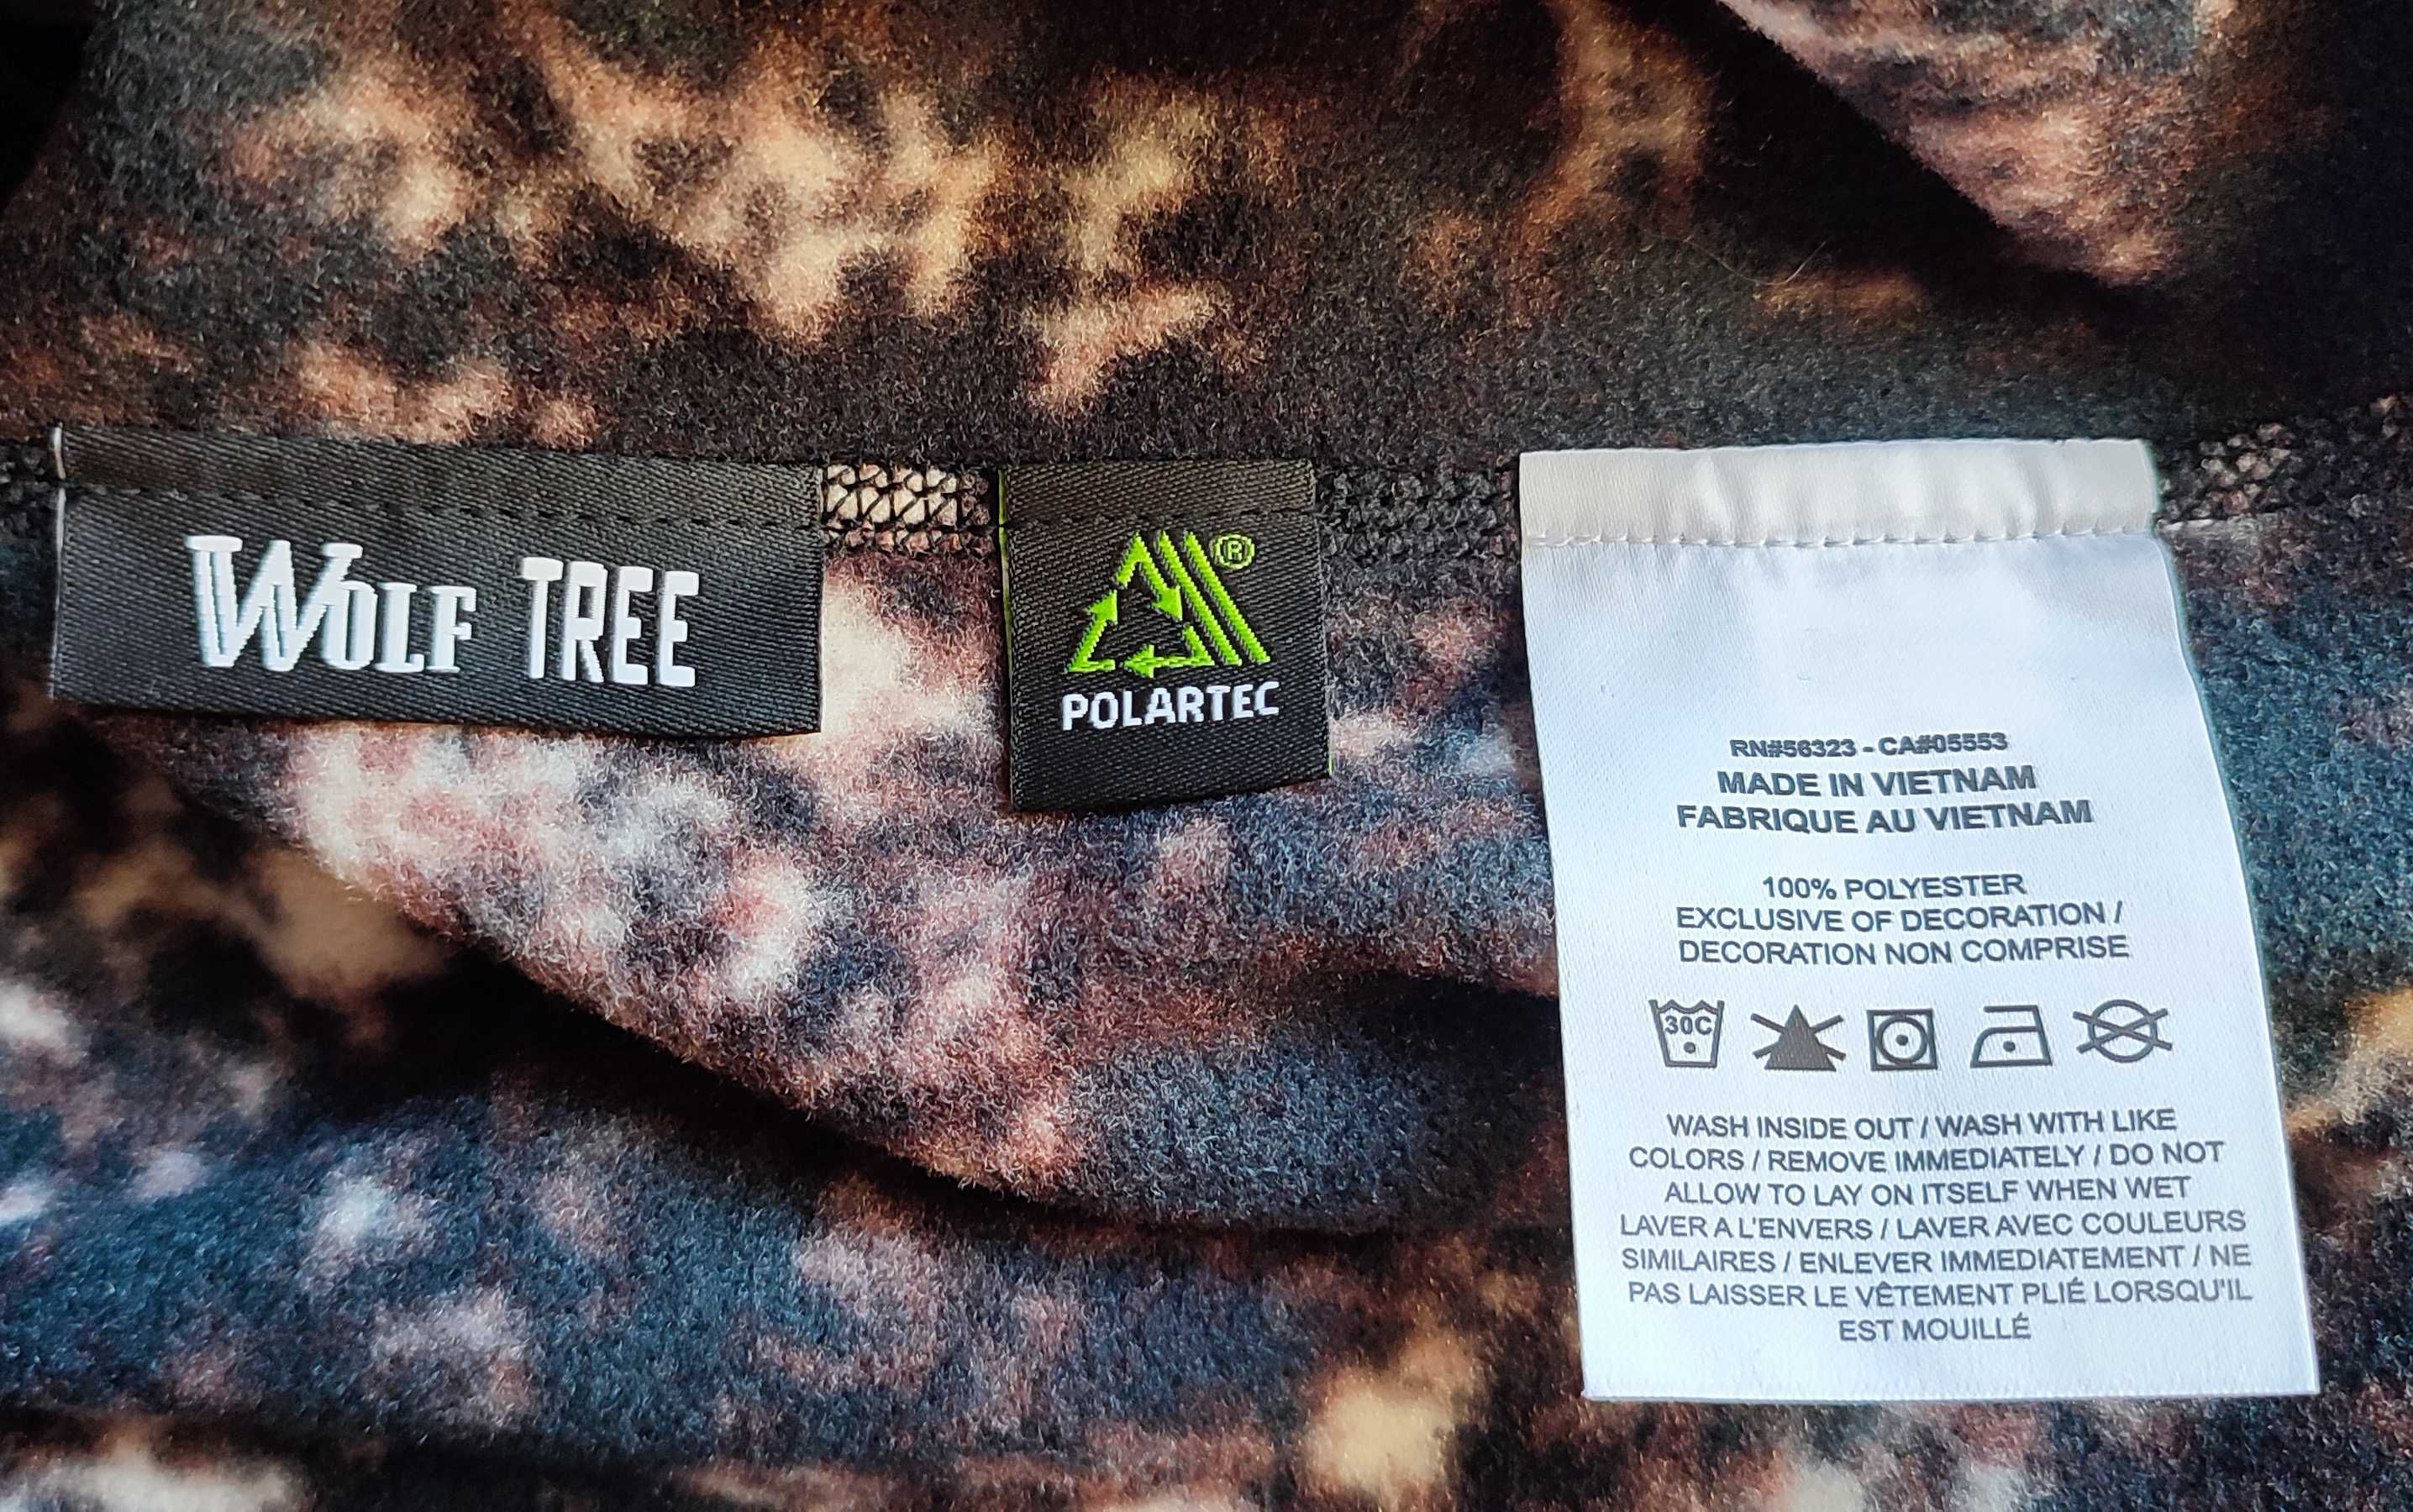 WOLF TREE
®
POLARTEC
RN#56323 - CA#05553
MADE IN VIETNAM
FABRIQUE AU VIETNAM
100% POLYESTER
EXCLUSIVE OF DECORATION /
DECORATION NON COMPRISE
30C
WASH INSIDE OUT / WASH WITH LIKE
COLORS / REMOVE IMMEDIATELY / DO NOT
ALLOW TO LAY ON ITSELF WHEN WET
LAVER A L'ENVERS / LAVER AVEC COULEURS
SIMILAIRES / ENLEVER IMMEDIATEMENT / NE
PAS LAISSER LE VÊTEMENT PLIÉ LORSQU'IL
EST MOUILLÉ